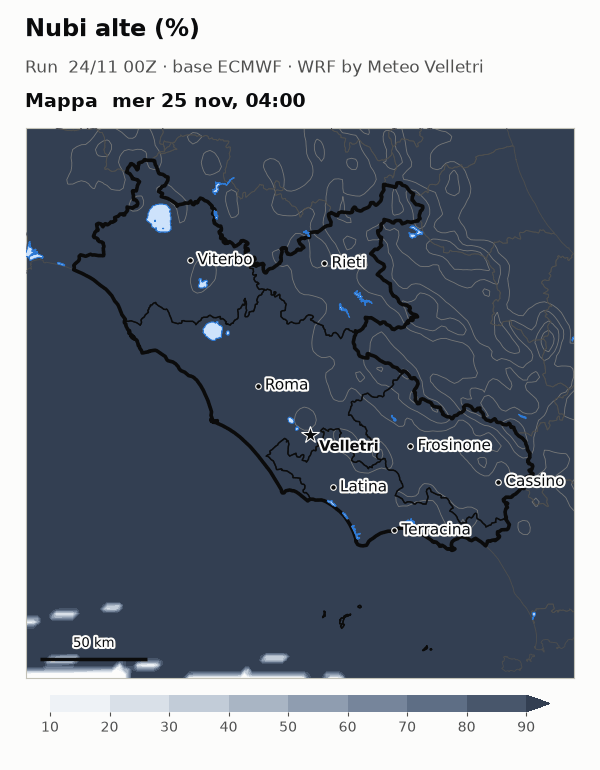 Nubi alte (%)
Run  24/11 00Z · base ECMWF · WRF by Meteo Velletri
Mappa  mer 25 nov, 04:00
Viterbo
Rieti
Roma
Velletri
Frosinone
Cassino
Latina
Terracina
50 km
10 20 30 40 50 60 70 80 90